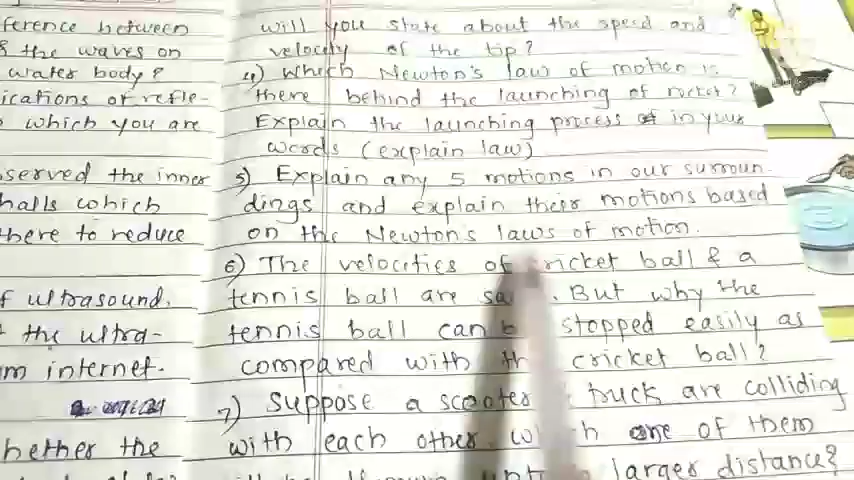 fference between
& the waves on
water body?
ications of refle-
which you are
served the inner
halls which
there to reduce
f ultrasound.
the ultra-
m internet.
hether the
will you state about the speed and
velocity of the tip?
4) Which Newton's law of motion is
there behind the launching of rocket?
Explain the launching process of in your
words (explain law)
5) Explain any 5 motions in our surroun-
dings and explain their motions based
on the Newton's laws of motion.
6) The velocities of cricket ball & a
tennis ball are . But why the
tennis ball can stopped easily as
compared with cricket ball?
7) Suppose a scooter truck are colliding
with each other. one of them
larger distance?